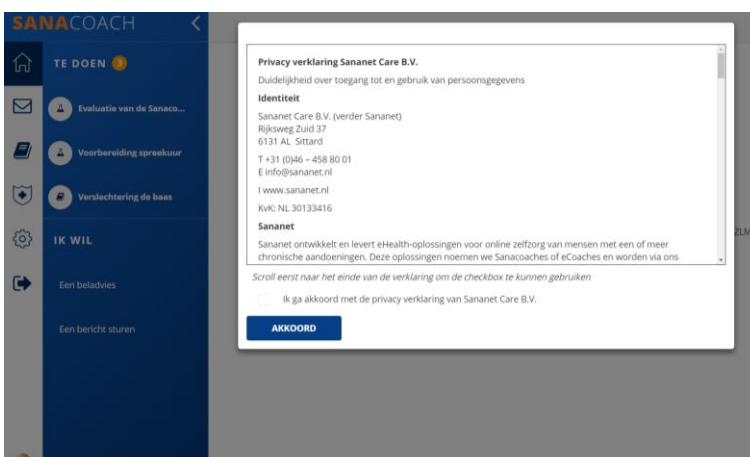 SANACOACH
TE DOEN 3
Evaluatie van de Sanaco...
Voorbereiding spreekuur
Verslechtering de baas
IK WIL
Een beladvies
Een bericht sturen
Privacy verklaring Sananet Care B.V.
Duidelijkheid over toegang tot en gebruik van persoonsgegevens
Identiteit
Sananet Care B.V. (verder Sananet)
Rijksweg Zuid 37
6131 AL Sittard
T +31 (0)46 – 458 80 01
E info@sananet.nl
I www.sananet.nl
KvK: NL 30133416
Sananet
Sananet ontwikkelt en levert eHealth-oplossingen voor online zelfzorg van mensen met een of meer
chronische aandoeningen. Deze oplossingen noemen we Sanacoaches of eCoaches en worden via ons
Scroll eerst naar het einde van de verklaring om de checkbox te kunnen gebruiken
Ik ga akkoord met de privacy verklaring van Sananet Care B.V.
AKKOORD
ZLM